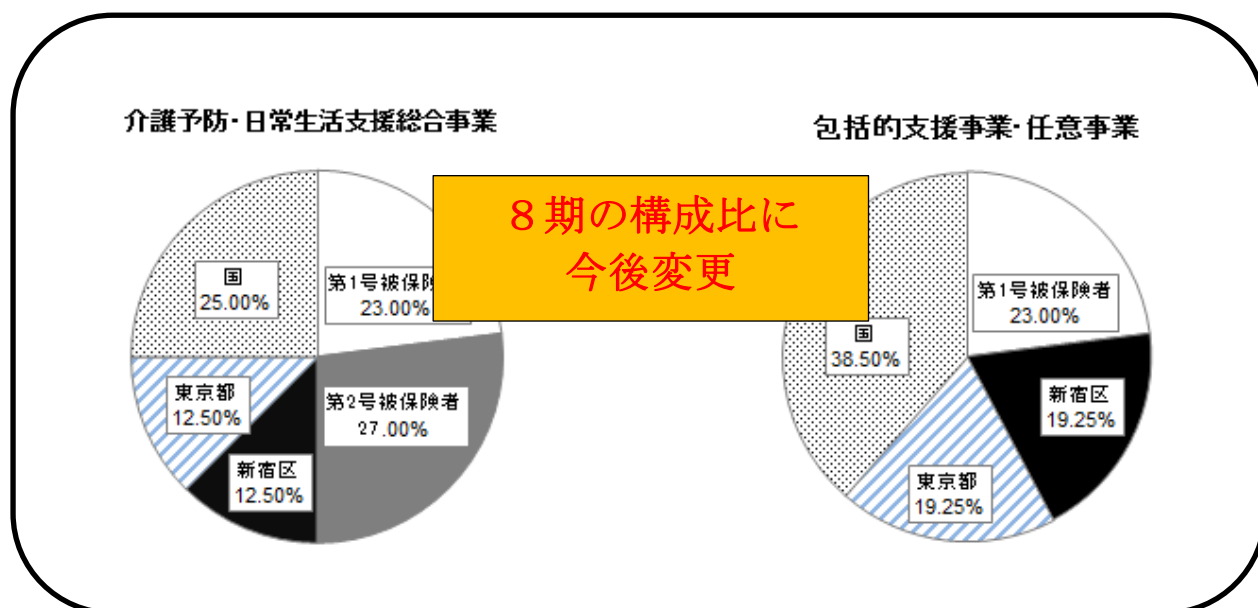 介護予防・日常生活支援総合事業
国
25.00%
第1号被保険
23.00%
東京都
12.50%
第2号被保険者
27.00%
新宿区
12.50%
８期の構成比に
今後変更
包括的支援事業・任意事業
第1号被保険者
23.00%
国
38.50%
新宿区
19.25%
東京都
19.25%